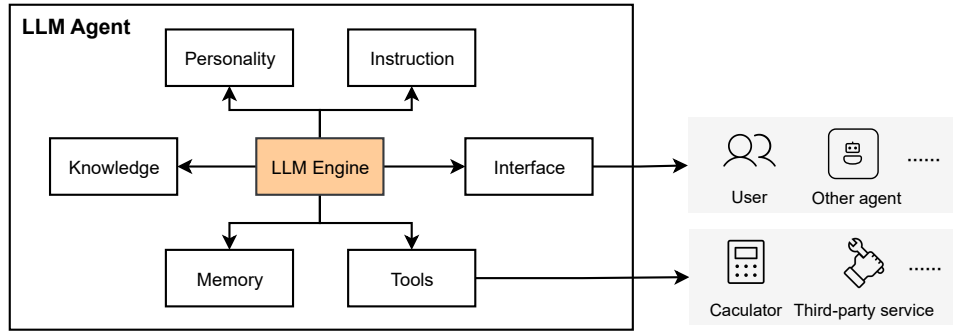 LLM Agent
Personality
Instruction
Knowledge
LLM Engine
Interface
Memory
Tools
User
Other agent
......
Caculator
Third-party service
......